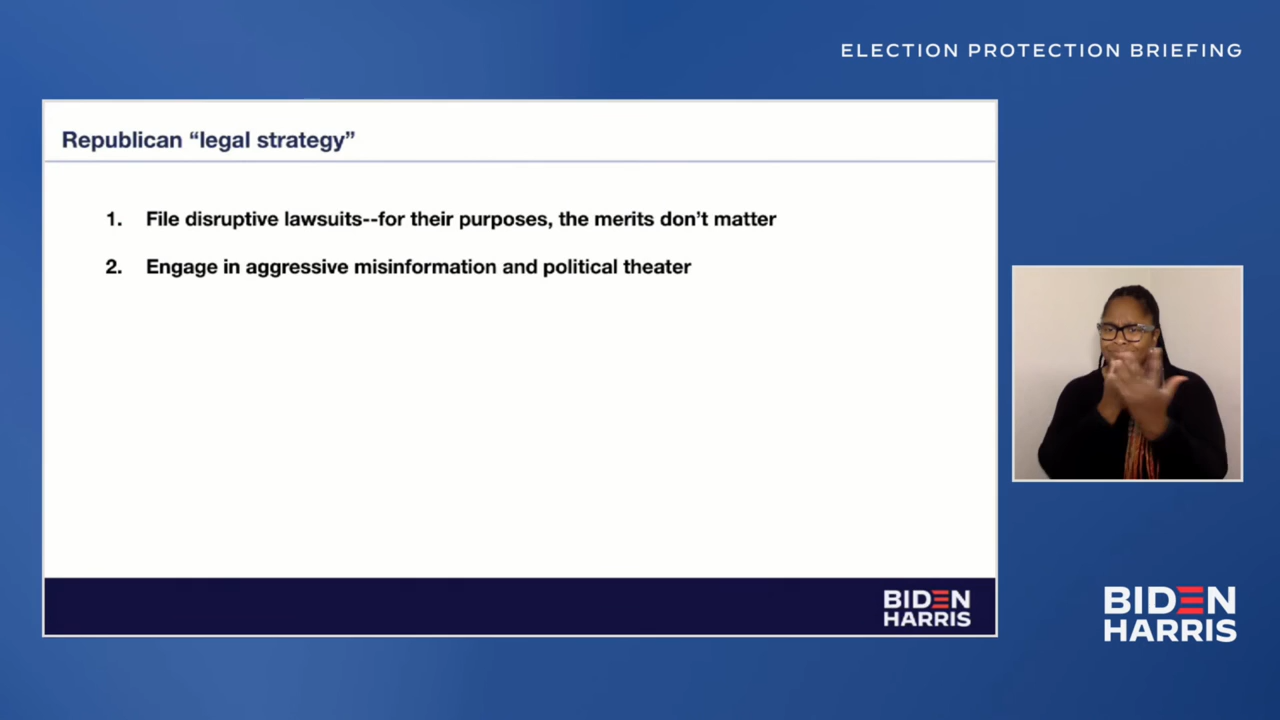 ELECTION PROTECTION BRIEFING
Republican “legal strategy”
1. File disruptive lawsuits--for their purposes, the merits don’t matter
2. Engage in aggressive misinformation and political theater
BIDEN
HARRIS
BIDEN
HARRIS